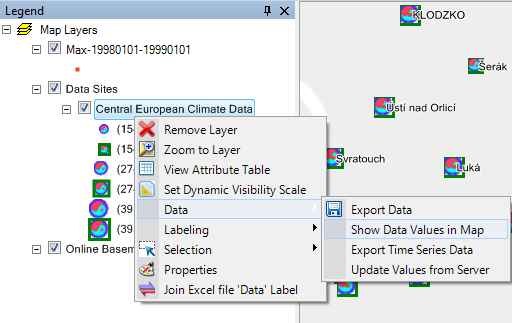 Legend
Map Layers
Max-19980101-19990101
Data Sites
Central European Climate Data
(15
(15
(27
(27
(39
(39
Online Basem
Remove Layer
Zoom to Layer
View Attribute Table
Set Dynamic Visibility Scale
Data
Labeling
Selection
Properties
Join Excel file 'Data' Label
Export Data
Show Data Values in Map
Export Time Series Data
Update Values from Server
KLODZKO
Šerák
Ústí nad Orlicí
Svratouch
Luká